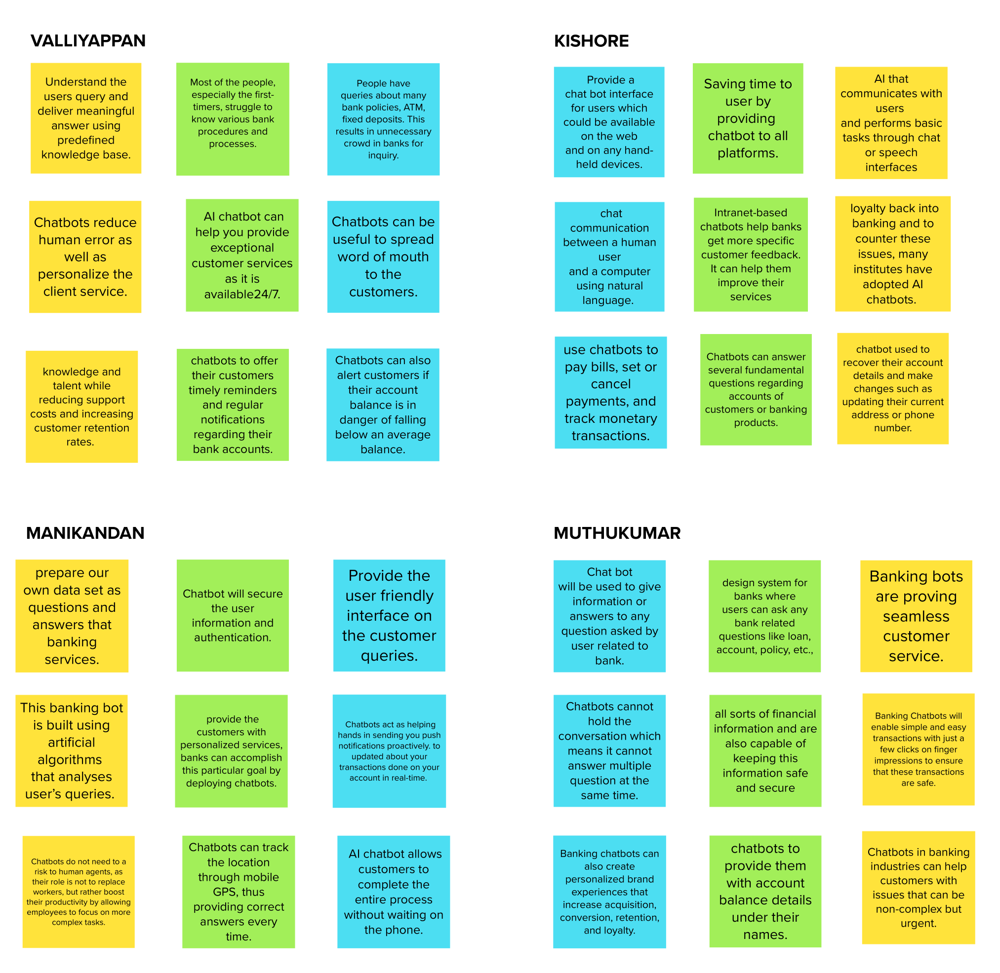 VALLIYAPPAN
Understand the
users query and
deliver meaningful
answer using
predefined
knowledge base.
Most of the people,
especially the first-
timers, struggle to
know various bank
procedures and
processes.
People have
queries about many
bank policies, ATM,
fixed deposits. This
results in unnecessary
crowd in banks for
inquiry.
Chatbots reduce
human error as
well as
personalize the
client service.
AI chatbot can
help you provide
exceptional
customer services
as it is
available24/7.
Chatbots can be
useful to spread
word of mouth
to the
customers.
knowledge and
talent while
reducing support
costs and increasing
customer retention
rates.
chatbots to offer
their customers
timely reminders
and regular
notifications
regarding their
bank accounts.
Chatbots can also
alert customers if
their account
balance is in
danger of falling
below an average
balance.
KISHORE
Provide a
chat bot interface
for users which
could be available
on the web
and on any hand-
held devices.
Saving time to
user by
providing
chatbot to all
platforms.
AI that
communicates with
users
and performs basic
tasks through chat
or speech
interfaces
chat
communication
between a human
user
and a computer
using natural
language.
Intranet-based
chatbots help banks
get more specific
customer feedback.
It can help them
improve their
services
loyalty back into
banking and to
counter these
issues, many
institutes have
adopted AI
chatbots.
use chatbots to
pay bills, set or
cancel
payments, and
track monetary
transactions.
Chatbots can answer
several fundamental
questions regarding
accounts of
customers or banking
products.
chatbot used to
recover their account
details and make
changes such as
updating their current
address or phone
number.
MANIKANDAN
prepare our
own data set as
questions and
answers that
banking
services.
Chatbot will secure
the user
information and
authentication.
Provide the
user friendly
interface on
the customer
queries.
This banking bot
is built using
artificial
algorithms
that analyses
user’s queries.
provide the
customers with
personalized services,
banks can accomplish
this particular goal by
deploying chatbots.
Chatbots act as helping
hands in sending you push
notifications proactively. to
updated about your
transactions done on your
account in real-time.
Chatbots do not need to a
risk to human agents, as
their role is not to replace
workers, but rather boost
their productivity by allowing
employees to focus on more
complex tasks.
Chatbots can track
the location
through mobile
GPS, thus
providing correct
answers every
time.
AI chatbot allows
customers to
complete the
entire process
without waiting on
the phone.
MUTHUKUMAR
Chat bot
will be used to give
information or
answers to any
question asked by
user related to
bank.
design system for
banks where
users can ask any
bank related
questions like loan,
account, policy, etc.,
Banking bots
are proving
seamless
customer
service.
Chatbots cannot
hold the
conversation which
means it cannot
answer multiple
question at the
same time.
all sorts of financial
information and are
also capable of
keeping this
information safe
and secure
Banking Chatbots will
enable simple and easy
transactions with just a
few clicks on finger
impressions to ensure
that these transactions
are safe.
Banking chatbots can
also create
personalized brand
experiences that
increase acquisition,
conversion, retention,
and loyalty.
chatbots to
provide them
with account
balance details
under their
names.
Chatbots in banking
industries can help
customers with
issues that can be
non-complex but
urgent.